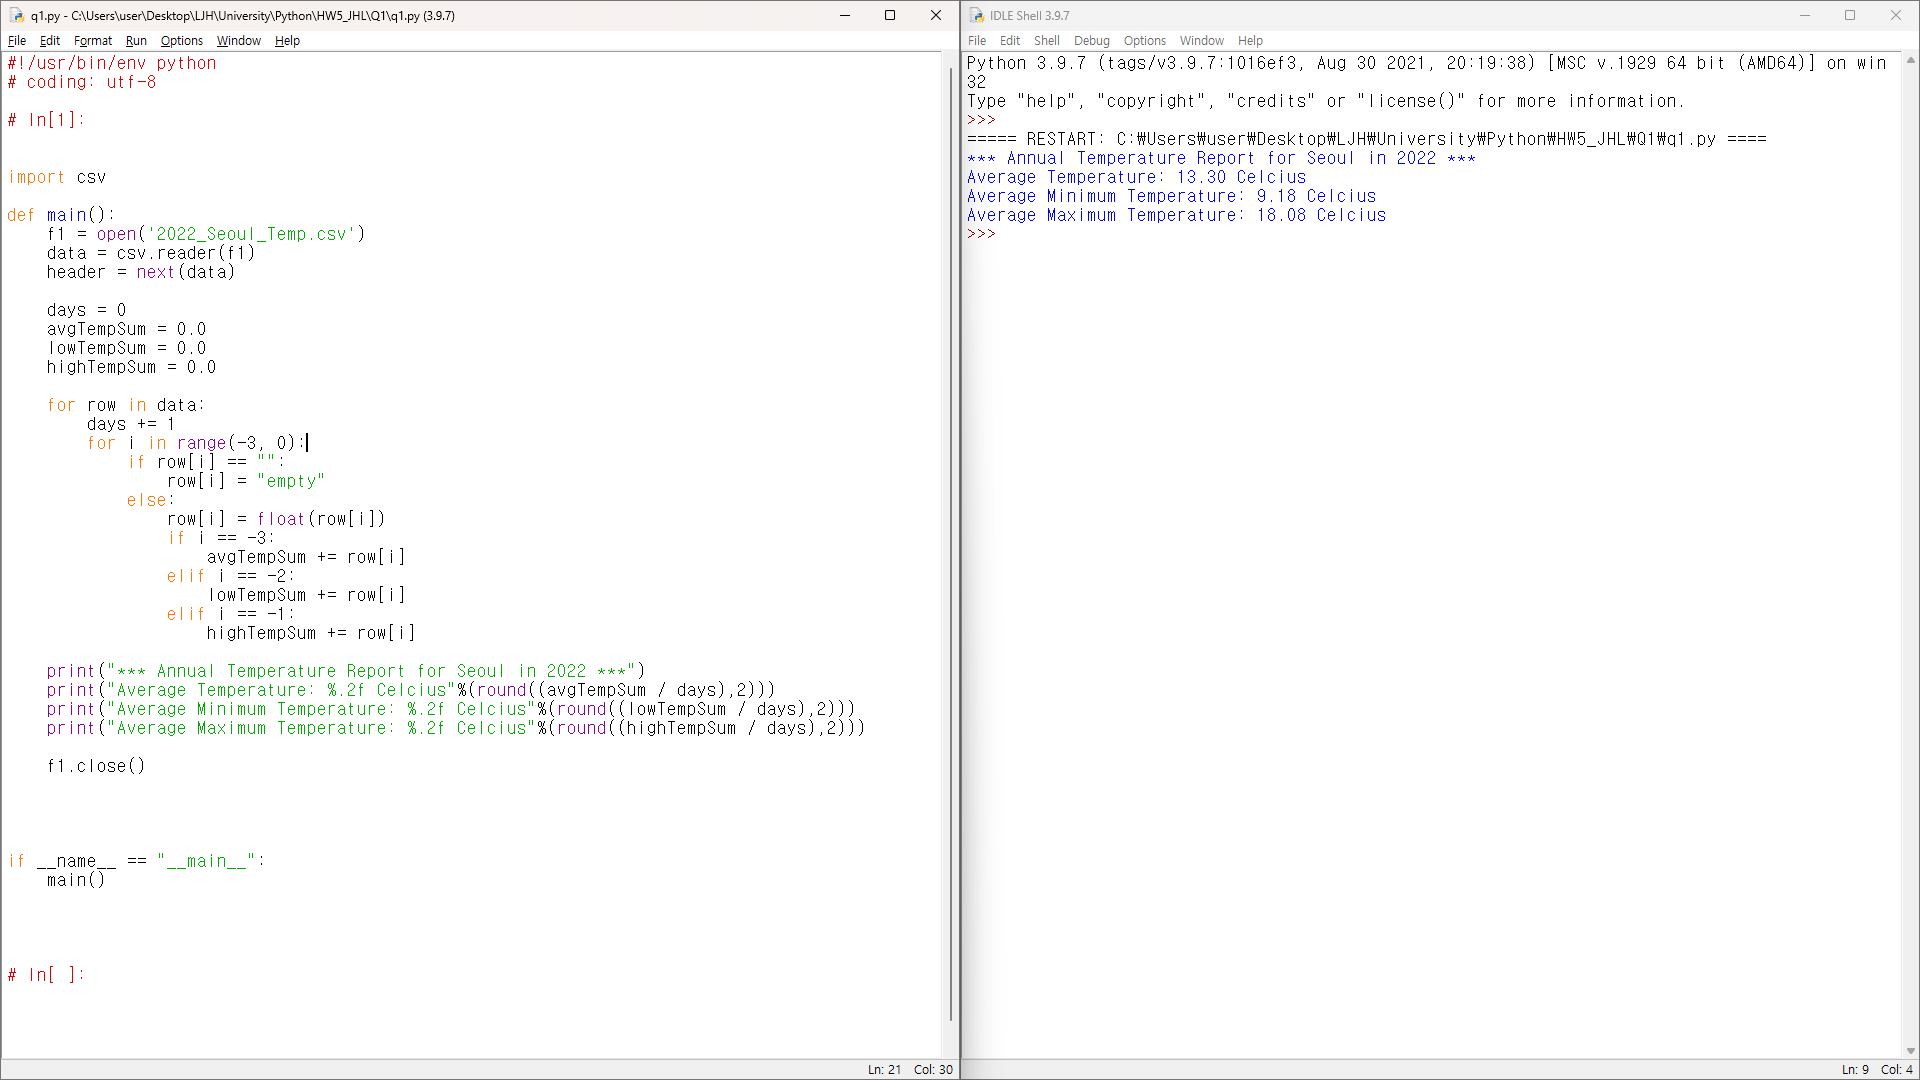 q1.py - C:\Users\user\Desktop\LJH\University\Python\HW5_JHL\Q1\q1.py (3.9.7)
File Edit Format Run Options Window Help
#!/usr/bin/env python
# coding: utf-8
# In[1]:
import csv
def main():
    f1 = open('2022_Seoul_Temp.csv')
    data = csv.reader(f1)
    header = next(data)
    days = 0
    avgTempSum = 0.0
    lowTempSum = 0.0
    highTempSum = 0.0
    for row in data:
        days += 1
        for i in range(-3, 0):
            if row[i] == "":
                row[i] = "empty"
            else:
                row[i] = float(row[i])
                if i == -3:
                    avgTempSum += row[i]
                elif i == -2:
                    lowTempSum += row[i]
                elif i == -1:
                    highTempSum += row[i]
    print("*** Annual Temperature Report for Seoul in 2022 ***")
    print("Average Temperature: %.2f Celcius"%(round((avgTempSum / days),2)))
    print("Average Minimum Temperature: %.2f Celcius"%(round((lowTempSum / days),2)))
    print("Average Maximum Temperature: %.2f Celcius"%(round((highTempSum / days),2)))
    f1.close()
if __name__ == "__main__":
    main()
# In[ ]:
Ln: 21 Col: 30
IDLE Shell 3.9.7
File Edit Shell Debug Options Window Help
Python 3.9.7 (tags/v3.9.7:1016ef3, Aug 30 2021, 20:19:38) [MSC v.1929 64 bit (AMD64)] on win
32
Type "help", "copyright", "credits" or "license()" for more information.
>>>
===== RESTART: C:₩Users₩user₩Desktop₩LJH₩University₩Python₩HW5_JHL₩Q1₩q1.py ====
*** Annual Temperature Report for Seoul in 2022 ***
Average Temperature: 13.30 Celcius
Average Minimum Temperature: 9.18 Celcius
Average Maximum Temperature: 18.08 Celcius
>>>
Ln: 9 Col: 4